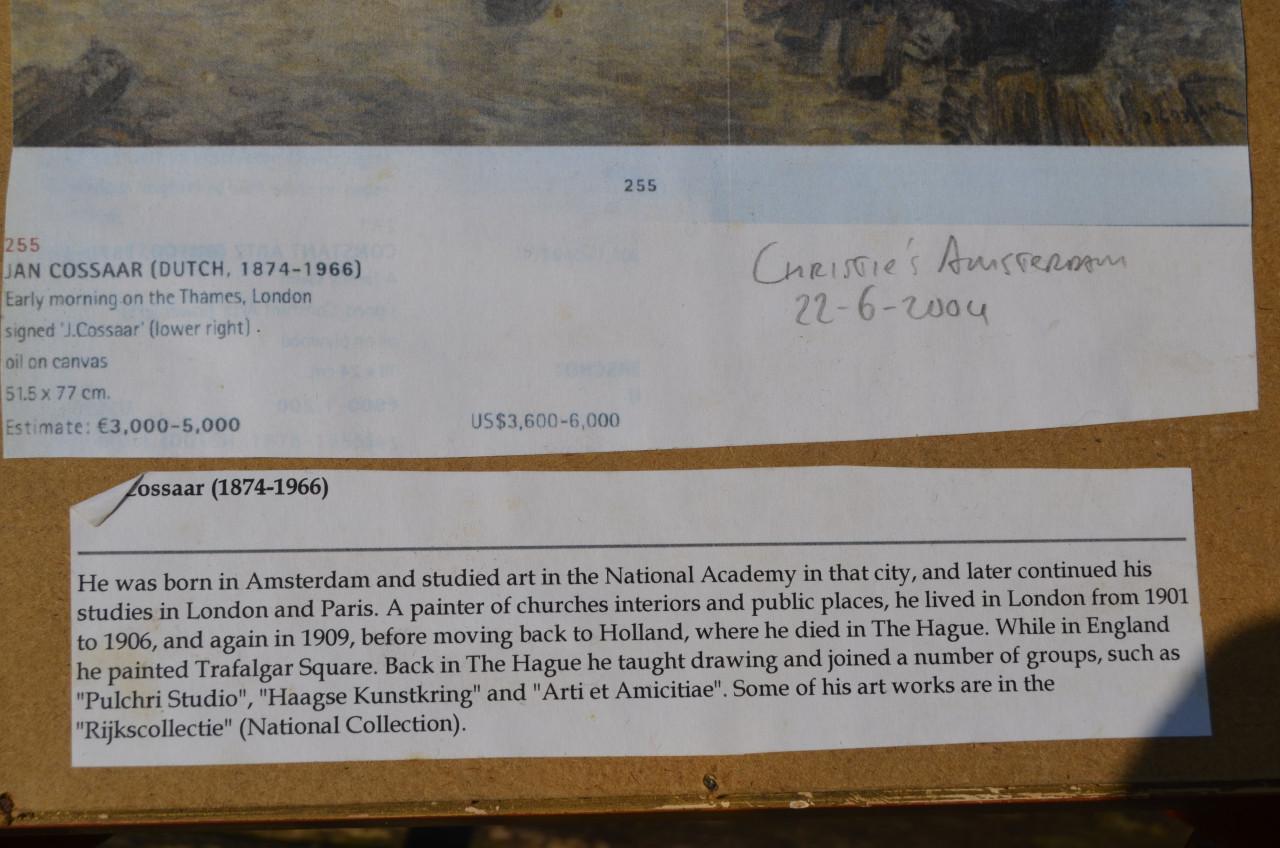 255
255
JAN COSSAAR (DUTCH, 1874-1966)
Early morning on the Thames, London
signed 'J.Cossaar' (lower right) .
oil on canvas
51.5 x 77 cm.
Estimate: €3,000-5,000 US$3,600-6,000
CHRISTIE'S AMSTERDAM
22-6-2004
Cossaar (1874-1966)
He was born in Amsterdam and studied art in the National Academy in that city, and later continued his
studies in London and Paris. A painter of churches interiors and public places, he lived in London from 1901
to 1906, and again in 1909, before moving back to Holland, where he died in The Hague. While in England
he painted Trafalgar Square. Back in The Hague he taught drawing and joined a number of groups, such as
"Pulchri Studio", "Haagse Kunstkring" and "Arti et Amicitiae". Some of his art works are in the
"Rijkscollectie" (National Collection).